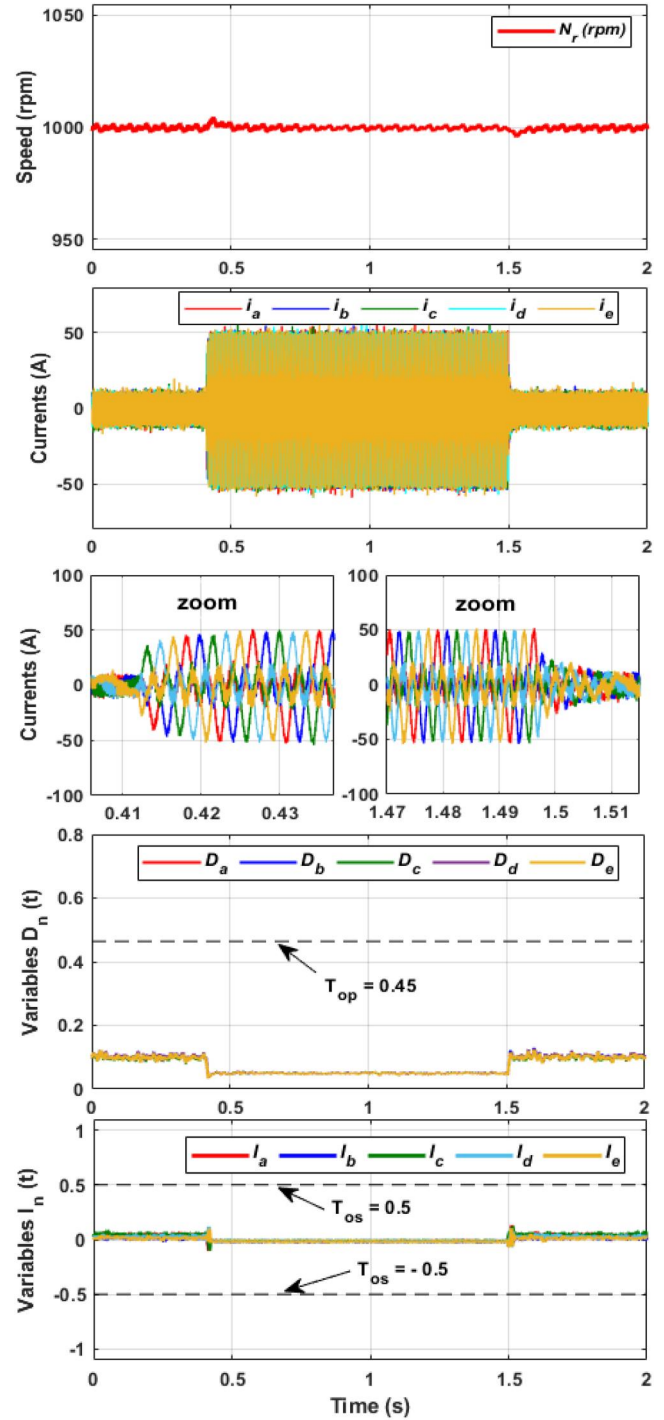 1050
N_r (rpm)
Speed (rpm)
1000
950
0 0.5 1 1.5 2
i_a i_b i_c i_d i_e
50
Currents (A)
0
-50
0 0.5 1 1.5 2
100 100
zoom zoom
50 50
Currents (A)
0 0
-50 -50
-100 -100
0.41 0.42 0.43 1.47 1.48 1.49 1.5 1.51
0.8
D_a D_b D_c D_d D_e
0.6
Variables D_n (t)
0.4
T_op = 0.45
0.2
0
0 0.5 1 1.5 2
1
I_a I_b I_c I_d I_e
0.5
T_os = 0.5
Variables I_n (t)
0
T_os = - 0.5
-0.5
-1
0 0.5 1 1.5 2
Time (s)